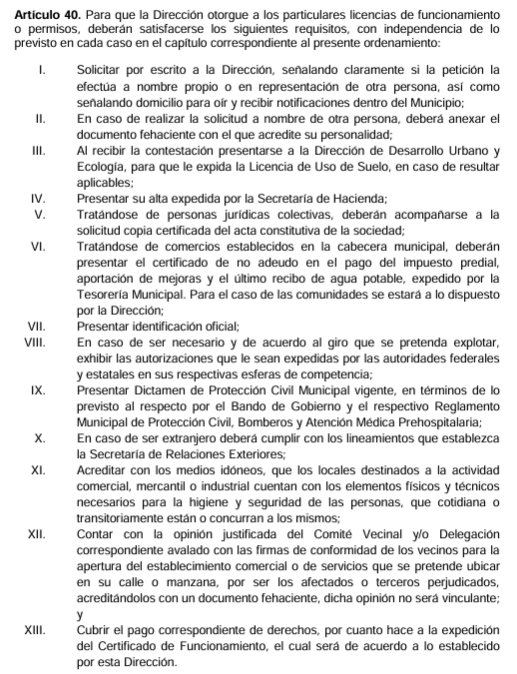 Artículo 40. Para que la Dirección otorgue a los particulares licencias de funcionamiento
o permisos, deberán satisfacerse los siguientes requisitos, con independencia de lo
previsto en cada caso en el capítulo correspondiente al presente ordenamiento:
I. Solicitar por escrito a la Dirección, señalando claramente si la petición la
efectúa a nombre propio o en representación de otra persona, así como
señalando domicilio para oír y recibir notificaciones dentro del Municipio;
II. En caso de realizar la solicitud a nombre de otra persona, deberá anexar el
documento fehaciente con el que acredite su personalidad;
III. Al recibir la contestación presentarse a la Dirección de Desarrollo Urbano y
Ecología, para que le expida la Licencia de Uso de Suelo, en caso de resultar
aplicables;
IV. Presentar su alta expedida por la Secretaría de Hacienda;
V. Tratándose de personas jurídicas colectivas, deberán acompañarse a la
solicitud copia certificada del acta constitutiva de la sociedad;
VI. Tratándose de comercios establecidos en la cabecera municipal, deberán
presentar el certificado de no adeudo en el pago del impuesto predial,
aportación de mejoras y el último recibo de agua potable, expedido por la
Tesorería Municipal. Para el caso de las comunidades se estará a lo dispuesto
por la Dirección;
VII. Presentar identificación oficial;
VIII. En caso de ser necesario y de acuerdo al giro que se pretenda explotar,
exhibir las autorizaciones que le sean expedidas por las autoridades federales
y estatales en sus respectivas esferas de competencia;
IX. Presentar Dictamen de Protección Civil Municipal vigente, en términos de lo
previsto al respecto por el Bando de Gobierno y el respectivo Reglamento
Municipal de Protección Civil, Bomberos y Atención Médica Prehospitalaria;
X. En caso de ser extranjero deberá cumplir con los lineamientos que establezca
la Secretaría de Relaciones Exteriores;
XI. Acreditar con los medios idóneos, que los locales destinados a la actividad
comercial, mercantil o industrial cuentan con los elementos físicos y técnicos
necesarios para la higiene y seguridad de las personas, que cotidiana o
transitoriamente están o concurran a los mismos;
XII. Contar con la opinión justificada del Comité Vecinal y/o Delegación
correspondiente avalado con las firmas de conformidad de los vecinos para la
apertura del establecimiento comercial o de servicios que se pretende ubicar
en su calle o manzana, por ser los afectados o terceros perjudicados,
acreditándolos con un documento fehaciente, dicha opinión no será vinculante;
y
XIII. Cubrir el pago correspondiente de derechos, por cuanto hace a la expedición
del Certificado de Funcionamiento, el cual será de acuerdo a lo establecido
por esta Dirección.